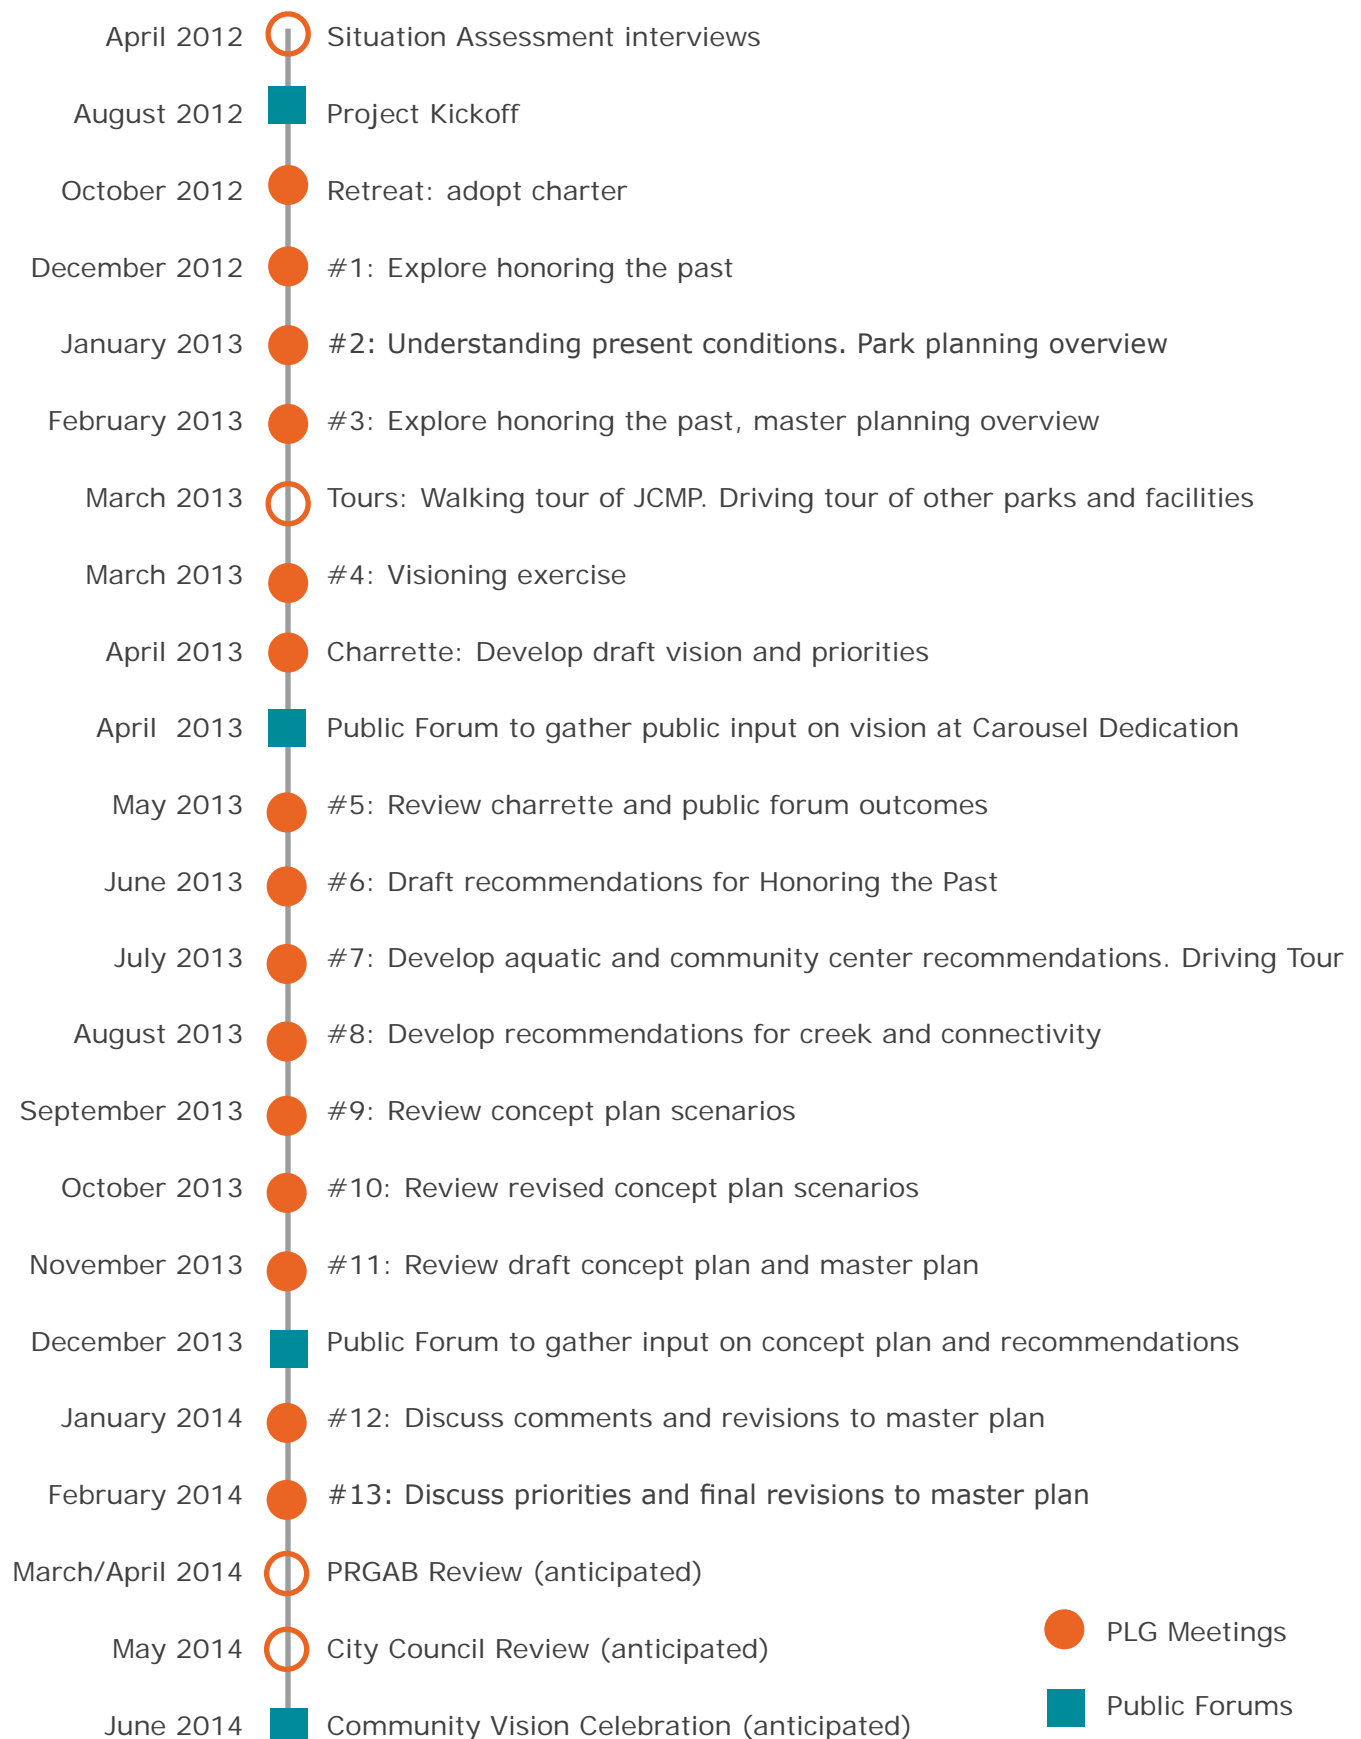 April 2012 Situation Assessment interviews
August 2012 Project Kickoff
October 2012 Retreat: adopt charter
December 2012 #1: Explore honoring the past
January 2013 #2: Understanding present conditions. Park planning overview
February 2013 #3: Explore honoring the past, master planning overview
March 2013 Tours: Walking tour of JCMP. Driving tour of other parks and facilities
March 2013 #4: Visioning exercise
April 2013 Charrette: Develop draft vision and priorities
April 2013 Public Forum to gather public input on vision at Carousel Dedication
May 2013 #5: Review charrette and public forum outcomes
June 2013 #6: Draft recommendations for Honoring the Past
July 2013 #7: Develop aquatic and community center recommendations. Driving Tour
August 2013 #8: Develop recommendations for creek and connectivity
September 2013 #9: Review concept plan scenarios
October 2013 #10: Review revised concept plan scenarios
November 2013 #11: Review draft concept plan and master plan
December 2013 Public Forum to gather input on concept plan and recommendations
January 2014 #12: Discuss comments and revisions to master plan
February 2014 #13: Discuss priorities and final revisions to master plan
March/April 2014 PRGAB Review (anticipated)
May 2014 City Council Review (anticipated)
June 2014 Community Vision Celebration (anticipated)
PLG Meetings
Public Forums